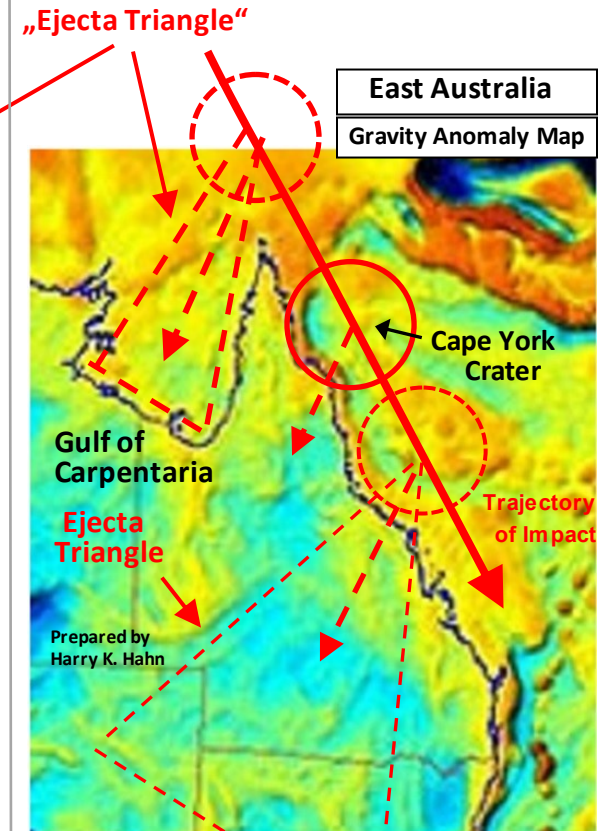 „Ejecta Triangle“
East Australia
Gravity Anomaly Map
Cape York
Crater
Gulf of
Carpentaria
Trajectory
of Impact
Ejecta
Triangle
Prepared by
Harry K. Hahn